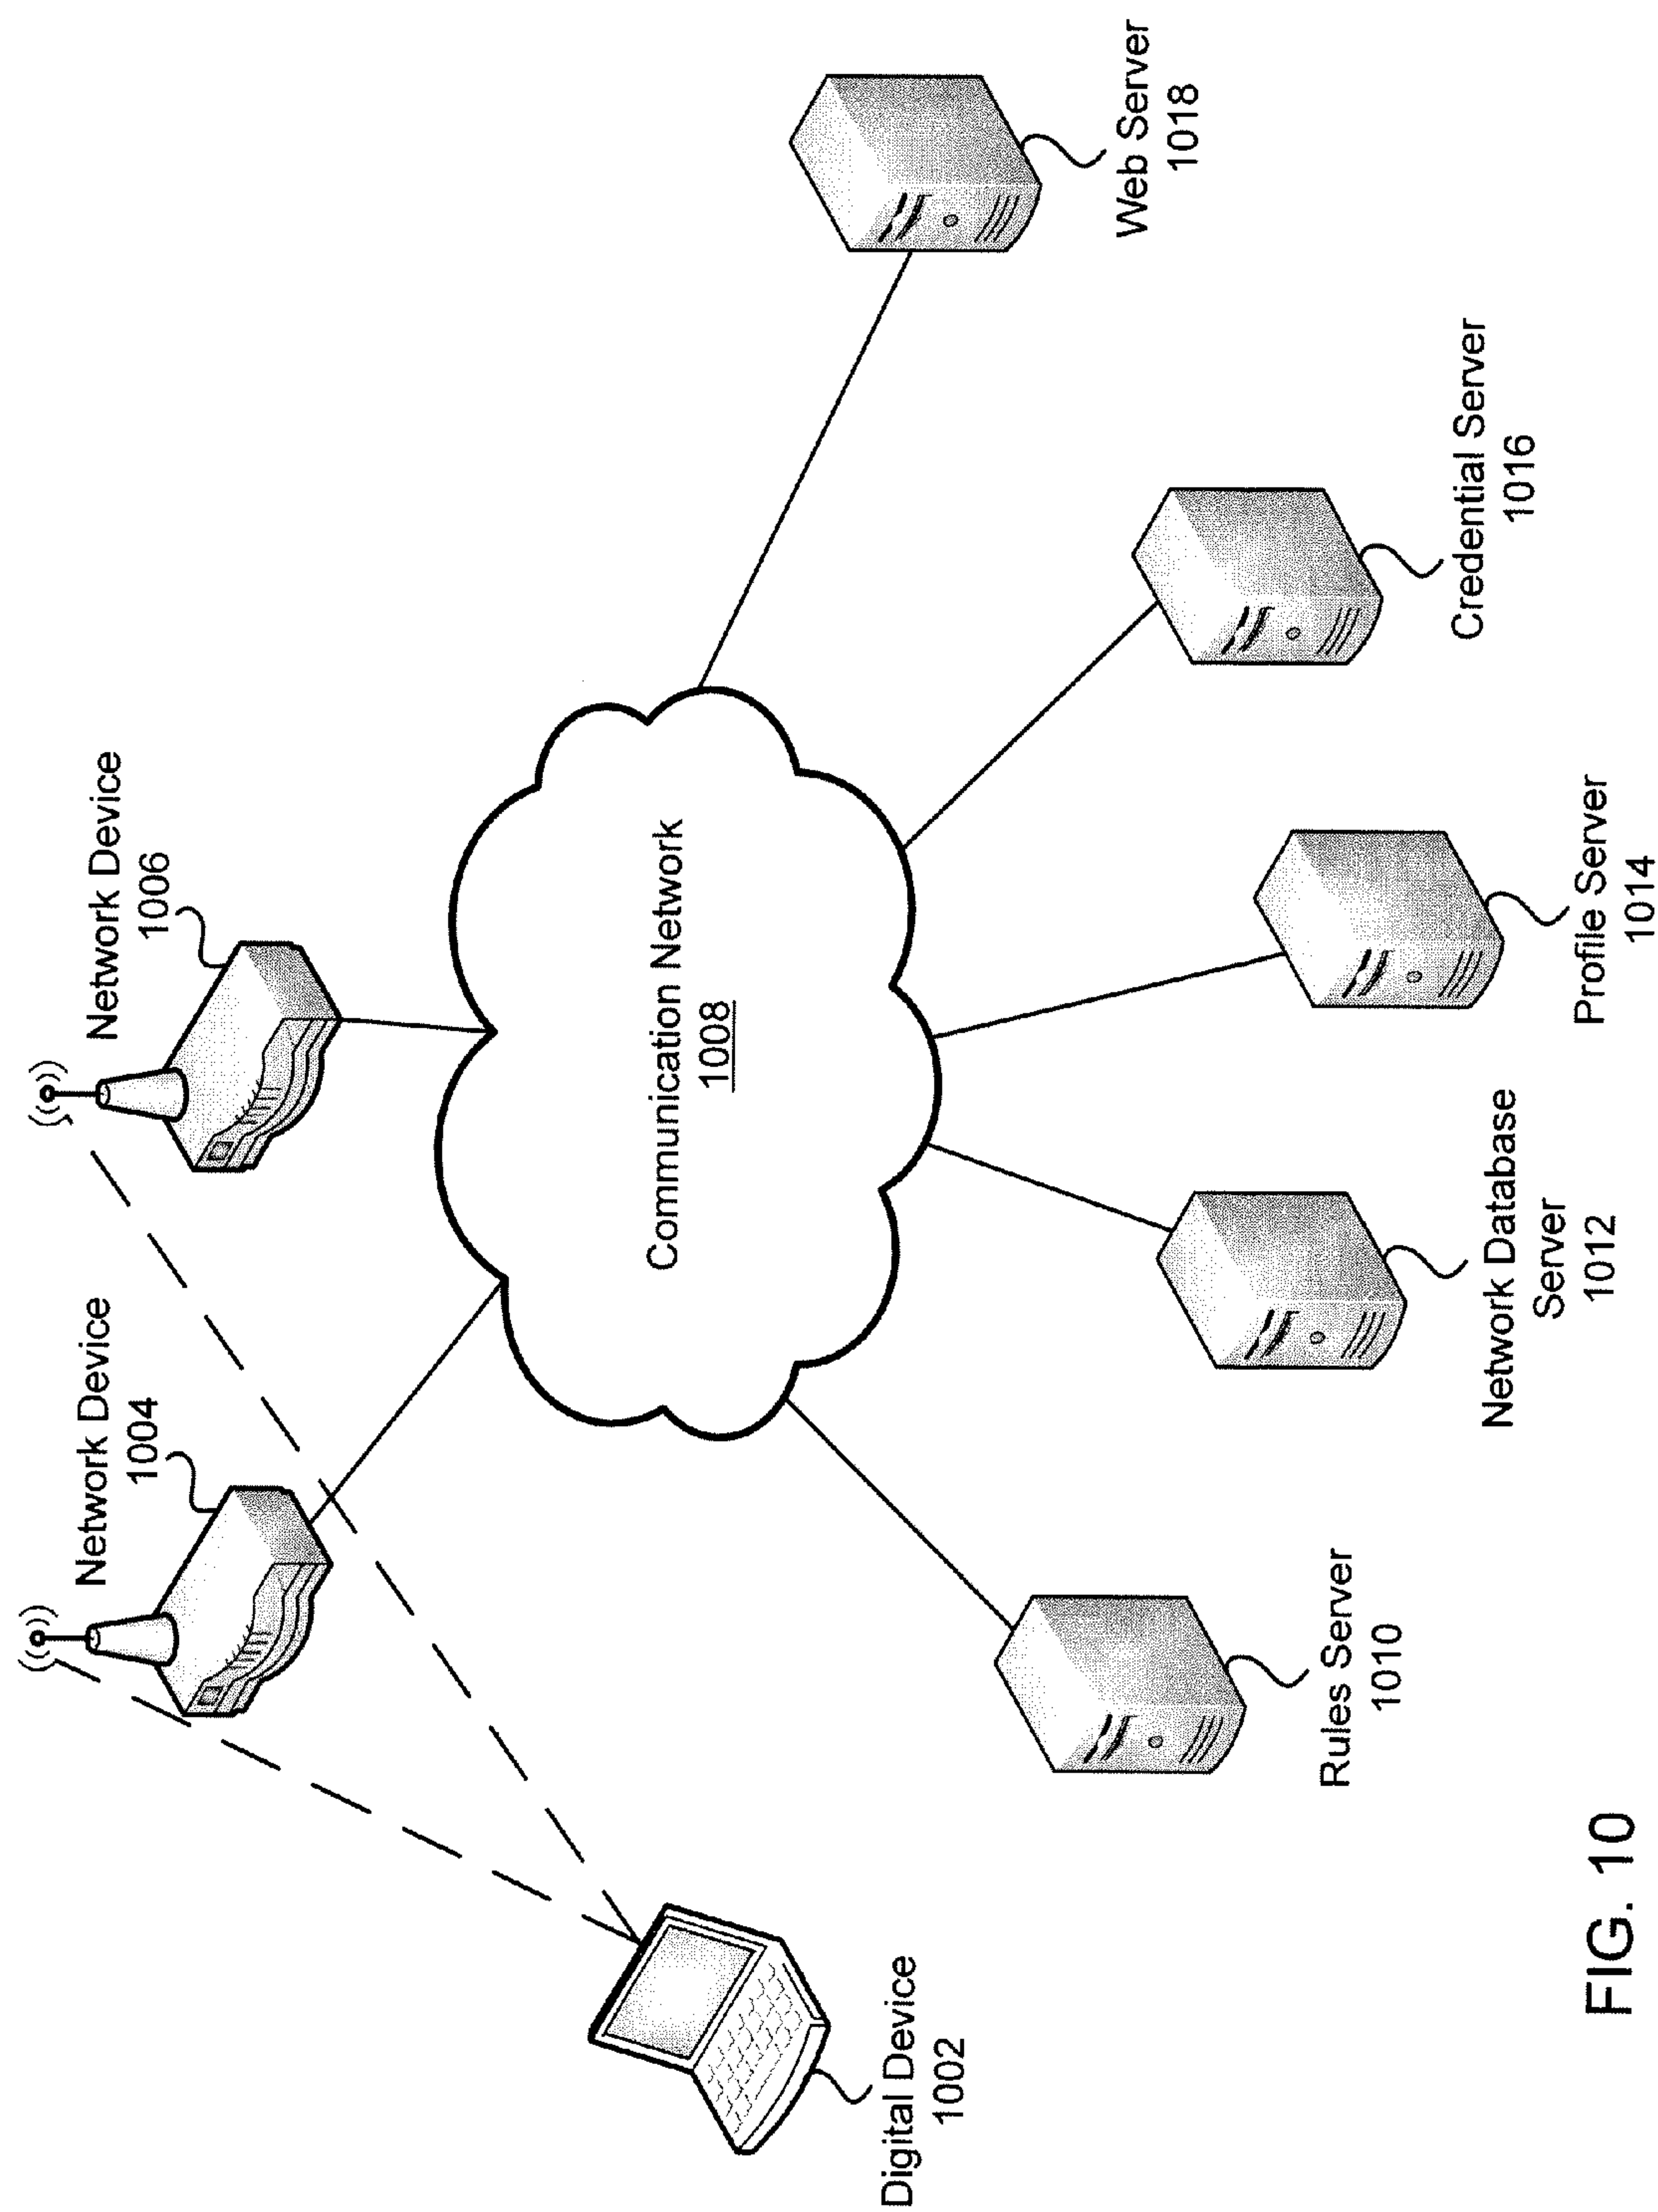 Network Device
1004
Network Device
1006
Communication Network
1008
Digital Device
1002
Rules Server
1010
Network Database
Server
1012
Profile Server
1014
Credential Server
1016
Web Server
1018
FIG. 10